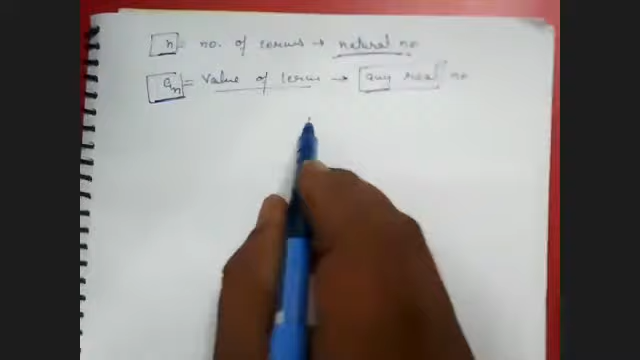 n = no. of terms → natural no
an = value of terms → any real no